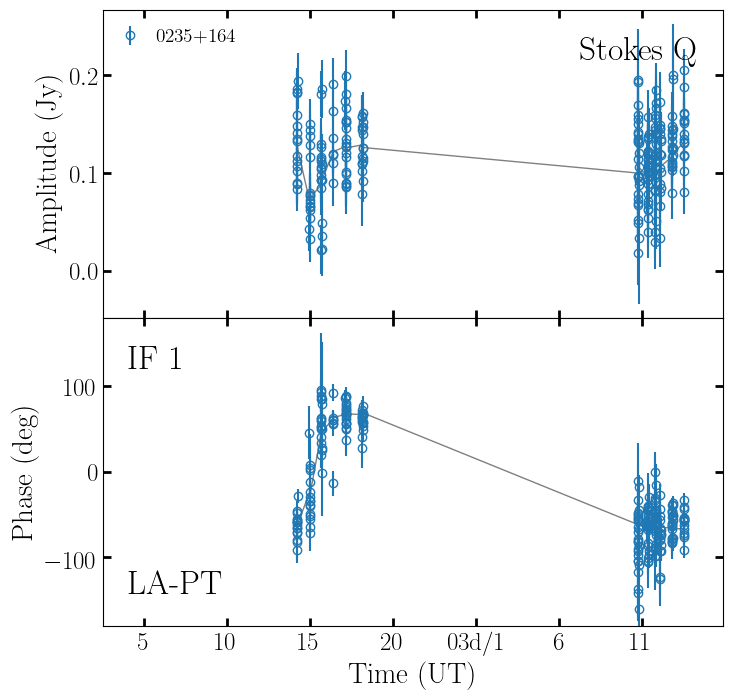 0235+164
Stokes Q
Amplitude (Jy)
0.2
0.1
0.0
IF 1
Phase (deg)
100
0
−100
LA-PT
5 10 15 20 03d/1 6 11
Time (UT)